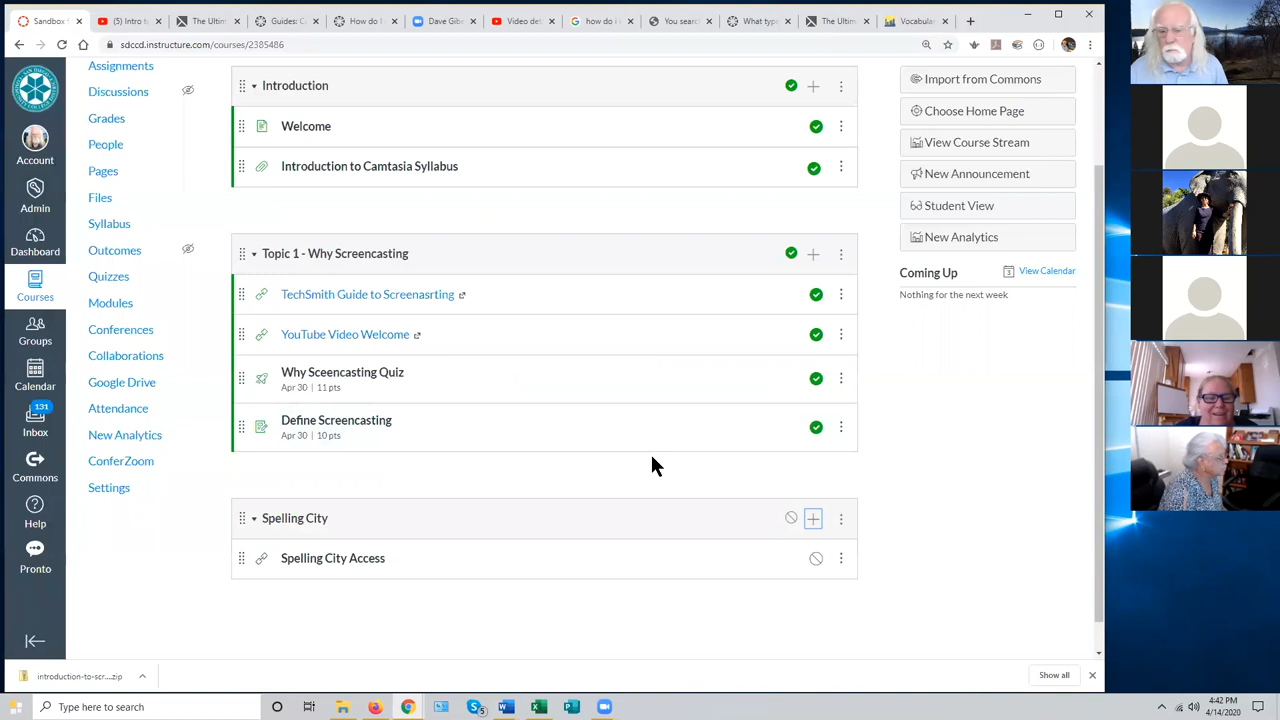 Sandbox
(5) Intro t
The Ultim
Guides: C
How do I
Dave Gib
Video det
how do i
You searc
What type
The Ultim
Vocabula
sdccd.instructure.com/courses/2385486
Account
Admin
Dashboard
Courses
Groups
Calendar
131
Inbox
Commons
Help
Pronto
Assignments
Discussions
Grades
People
Pages
Files
Syllabus
Outcomes
Quizzes
Modules
Conferences
Collaborations
Google Drive
Attendance
New Analytics
ConferZoom
Settings
Introduction
Welcome
Introduction to Camtasia Syllabus
Topic 1 - Why Screencasting
TechSmith Guide to Screenasrting
YouTube Video Welcome
Why Sceencasting Quiz
Apr 30 | 11 pts
Define Screencasting
Apr 30 | 10 pts
Spelling City
Spelling City Access
Import from Commons
Choose Home Page
View Course Stream
New Announcement
Student View
New Analytics
Coming Up
View Calendar
Nothing for the next week
introduction-to-scr....zip
Show all
Type here to search
5
4:42 PM
4/14/2020